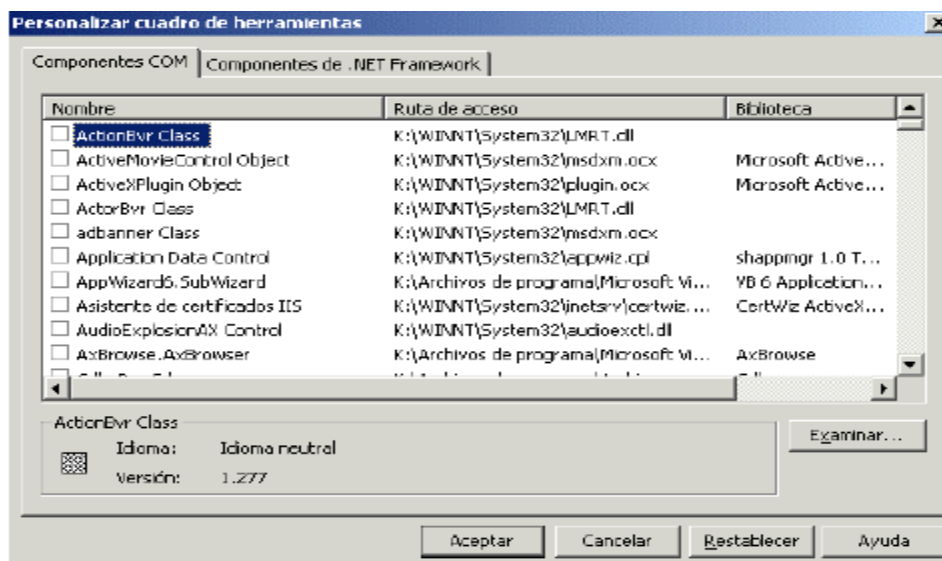 Personalizar cuadro de herramientas
Componentes COM Componentes de .NET Framework
Nombre Ruta de acceso Biblioteca
ActionBvr Class K:\WINNT\System32\LMRT.dll
ActiveMovieControl Object K:\WINNT\System32\msdxm.ocx Microsoft Active...
ActiveXPlugin Object K:\WINNT\System32\plugin.ocx Microsoft Active...
ActorBvr Class K:\WINNT\System32\LMRT.dll
adbanner Class K:\WINNT\System32\msdxm.ocx
Application Data Control K:\WINNT\System32\appwiz.cpl shappmgr 1.0 T...
AppWizard6.SubWizard K:\Archivos de programa\Microsoft Vi... VB 6 Application...
Asistente de certificados IIS K:\WINNT\System32\inetsrv\certwiz.... CertWiz ActiveX...
AudioExplosionAX Control K:\WINNT\System32\audioexctl.dll
AxBrowse.AxBrowser K:\Archivos de programa\Microsoft Vi... AxBrowse
ActionBvr Class
Idioma: Idioma neutral
Versión: 1.277
Examinar...
Aceptar Cancelar Restablecer Ayuda